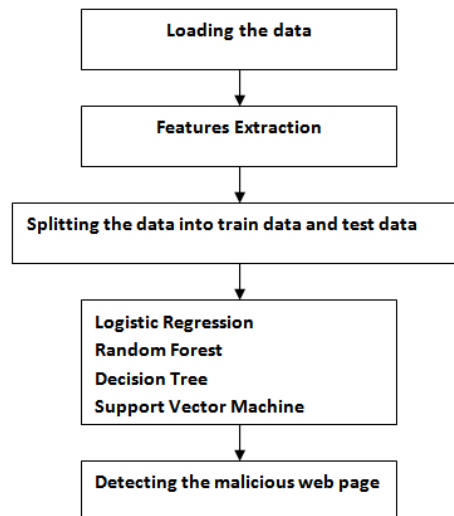 Loading the data
Features Extraction
Splitting the data into train data and test data
Logistic Regression
Random Forest
Decision Tree
Support Vector Machine
Detecting the malicious web page